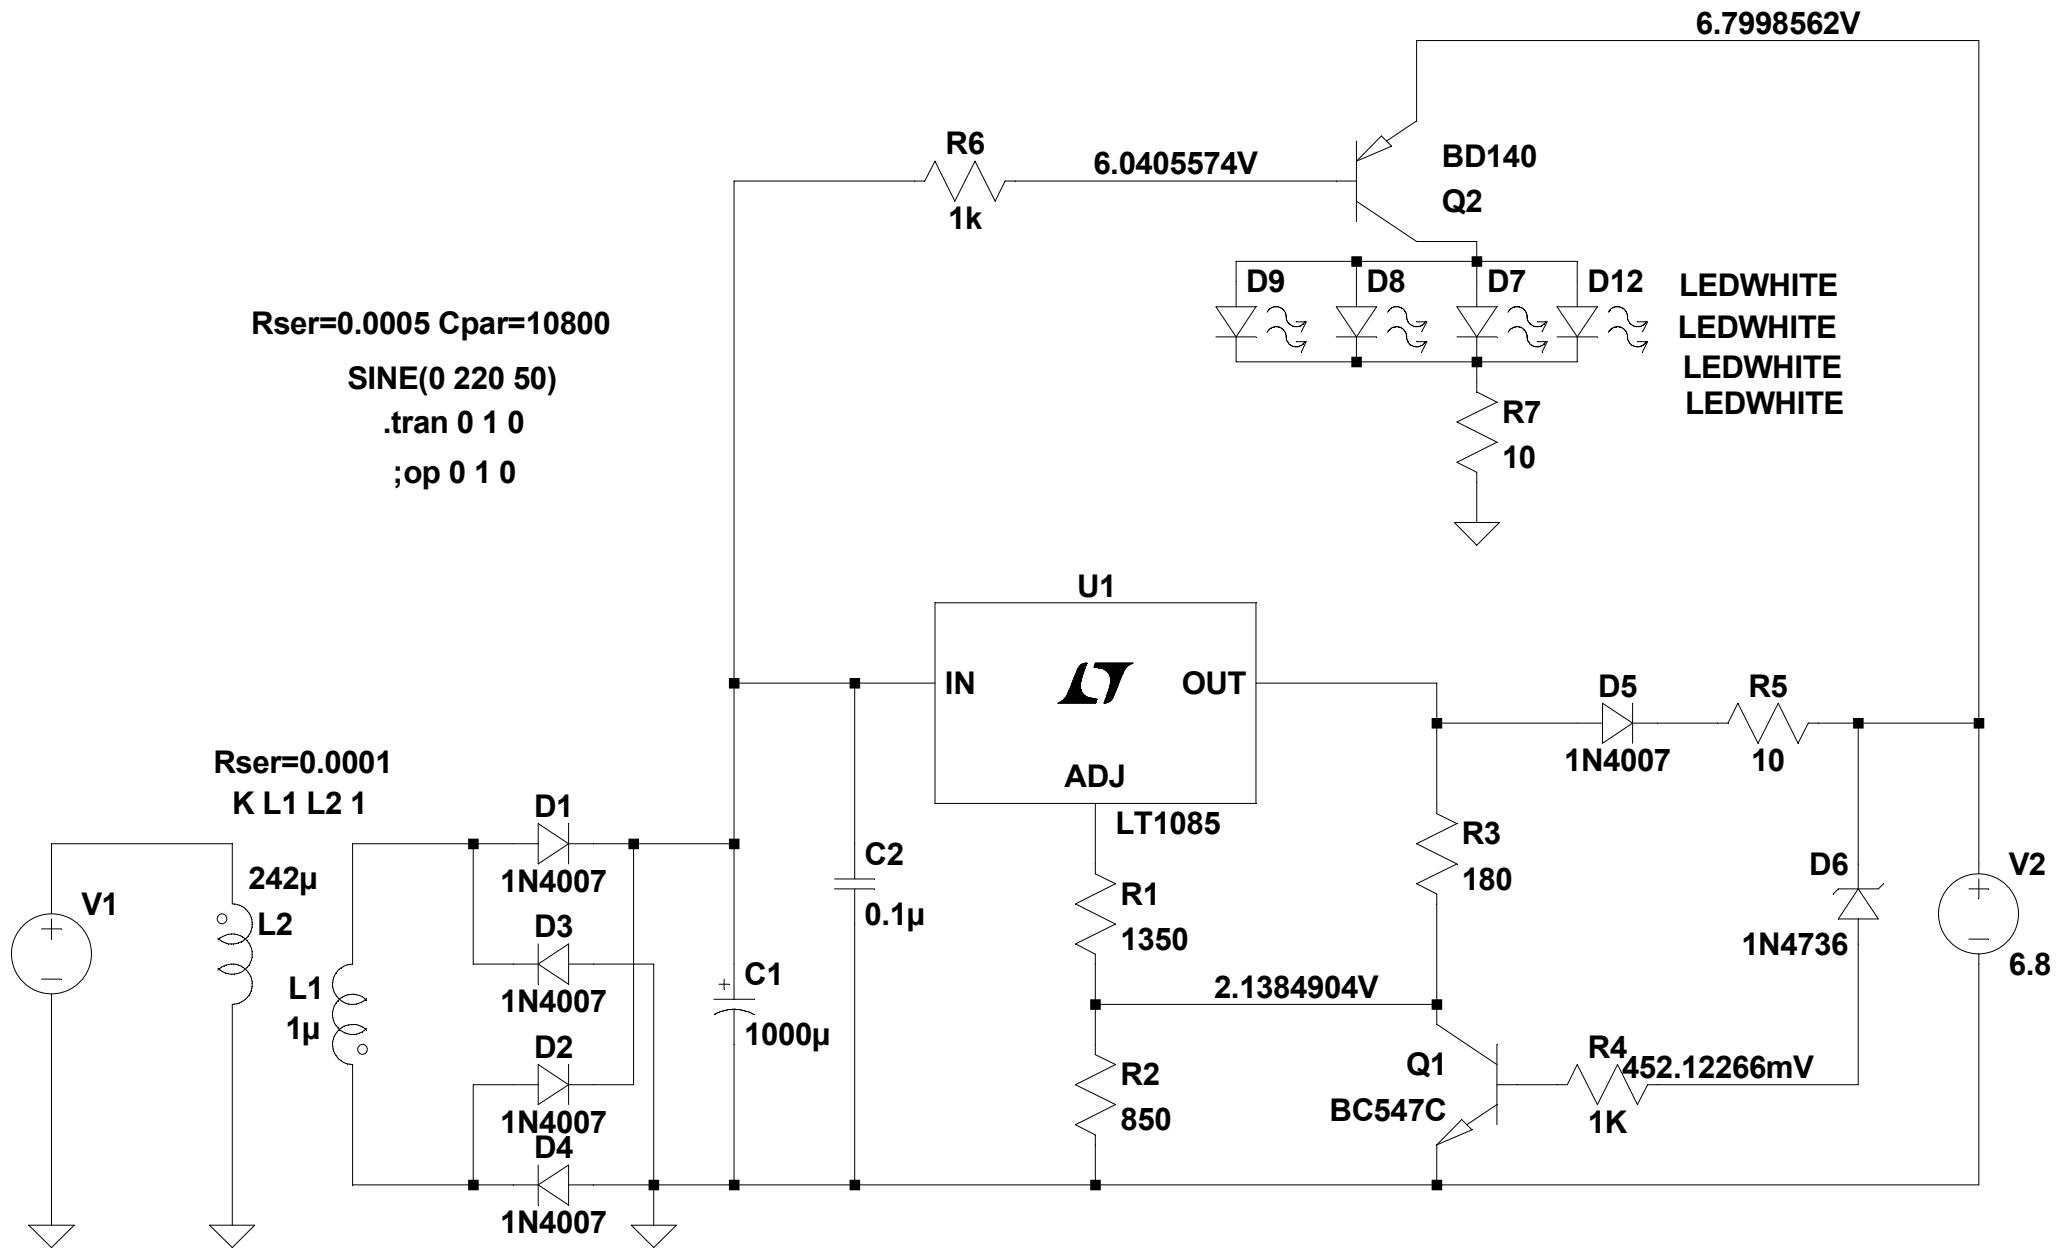 6.7998562V
R6
6.0405574V
1k
BD140
Q2
D9
D8
D7
D12
LEDWHITE
LEDWHITE
LEDWHITE
LEDWHITE
R7
10
Rser=0.0005 Cpar=10800
SINE(0 220 50)
.tran 0 1 0
;op 0 1 0
U1
IN
OUT
ADJ
LT1085
D5
1N4007
R5
10
Rser=0.0001
K L1 L2 1
D1
1N4007
V1
242µ
L2
C2
0.1µ
R1
1350
R3
180
D6
1N4736
V2
6.8
D3
1N4007
L1
1µ
C1
1000µ
2.1384904V
D2
1N4007
R2
850
Q1
BC547C
R4
452.12266mV
1K
D4
1N4007